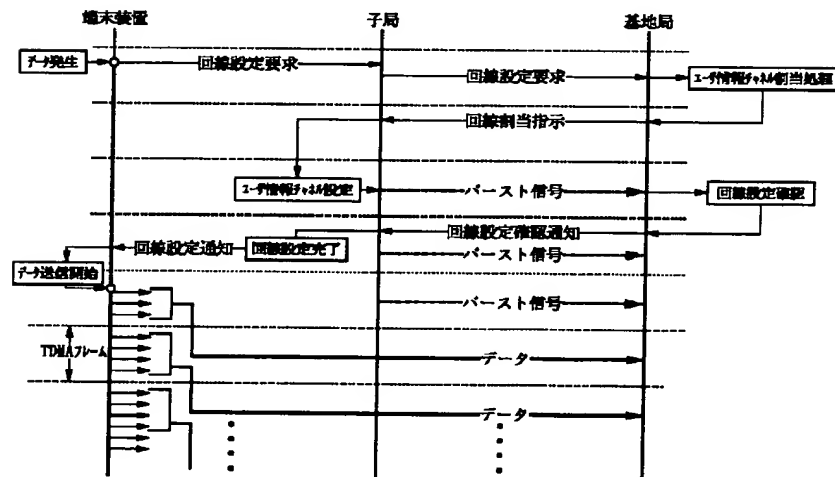 端末装置 子局 基地局
データ発生 回線設定要求 回線設定要求 ユーザ情報チャネル割当処理
回線割当指示
ユーザ情報チャネル設定 バースト信号 回線設定確認
回線設定確認通知
回線設定通知 回線設定完了 バースト信号
データ送信開始
バースト信号
TDMAフレーム データ
データ